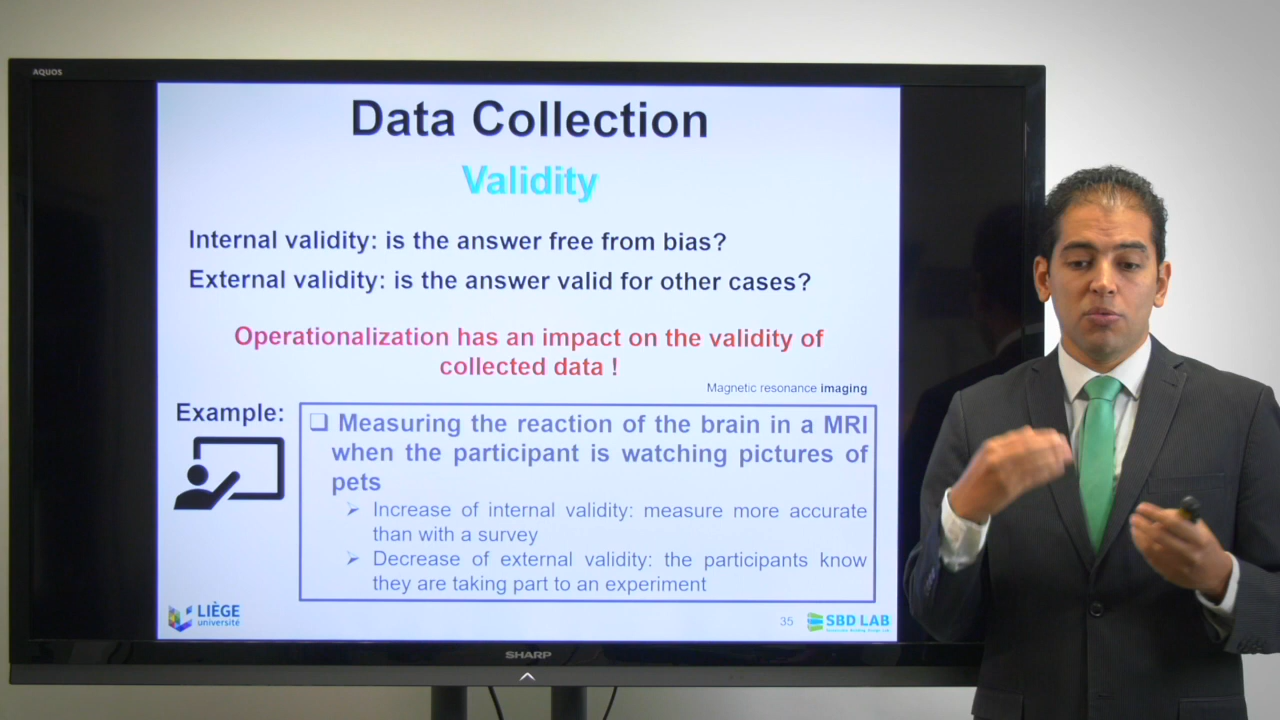 AQUOS
Data Collection
Validity
Internal validity: is the answer free from bias?
External validity: is the answer valid for other cases?
Operationalization has an impact on the validity of
collected data !
Magnetic resonance imaging
Example:
❑ Measuring the reaction of the brain in a MRI
when the participant is watching pictures of
pets
➢ Increase of internal validity: measure more accurate
than with a survey
➢ Decrease of external validity: the participants know
they are taking part to an experiment
LIÈGE
université
35
SBD LAB
SHARP